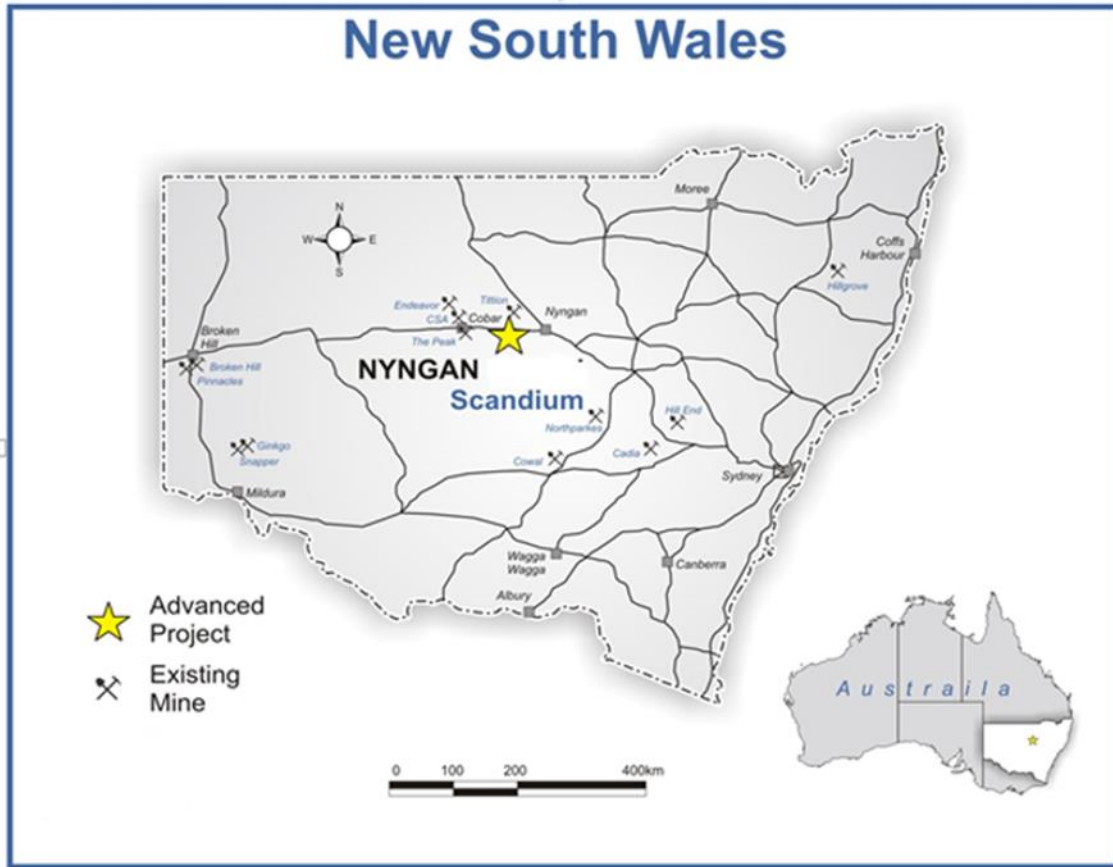 New South Wales
N
W E
S
Moree
Coffs
Harbour
Hillgrove
Endeavor
Tittion
CSA
Cobar
Nyngan
The Peak
Broken
Hill
Broken Hill
Pinnacles
NYNGAN
Scandium
Northparkes
Hill End
Ginkgo
Snapper
Cowal
Cadia
Sydney
Mildura
Wagga
Wagga
Canberra
Albury
Advanced
Project
Existing
Mine
Austraila
0 100 200 400km